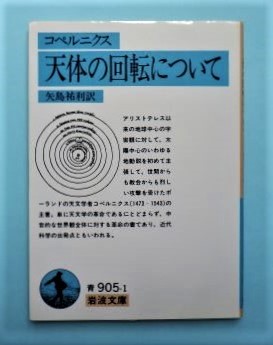 コペルニクス
天体の回転について
矢島祐利訳
アリストテレス以
来の地球中心の宇
宙観に対して,太
陽中心のいわゆる
地動説を初めて主
張して,世間から
も教会からも烈し
い攻撃を受けたポ
ーランドの天文学者コペルニクス(1473-1543)の
主著.単に天文学の革命であるにとどまらず,中
世的な世界観全体に対する革命の書であり,近代
科学の出発点ともいわれる.
青 905-1
岩波文庫